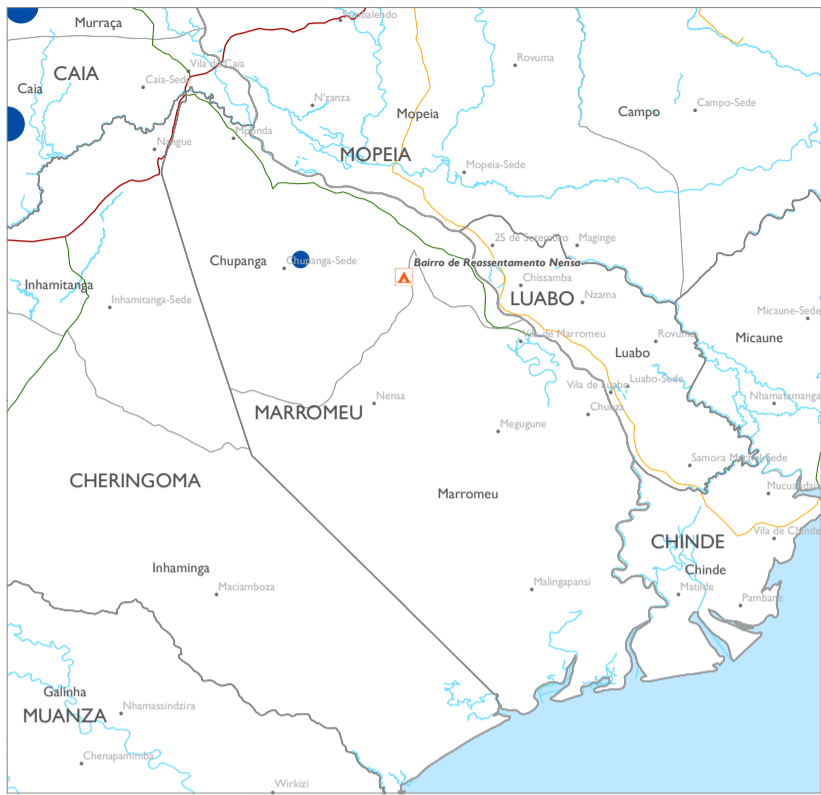 Sambalendo
Murraça
Rovuma
Vila de Caia
CAIA
Caia-Sede
Caia
N'zanza
Mopeia
Campo
Campo-Sede
Mponda
Nangue
MOPEIA
Mopeia-Sede
25 de Setembro
Maginge
Chupanga
Chupanga-Sede
Bairro de Reassentamento Nensa
Chissamba
Inhamitanga
LUABO
Nzama
Inhamitanga-Sede
Micaune-Sede
Vila de Marromeu
Rovuma
Micaune
Luabo
Vila de Luabo
Luabo-Sede
Nensa
Nhamatamanga
MARROMEU
Chueza
Megugune
Samora Machel-Sede
CHERINGOMA
Marromeu
Mucuandaia
Vila de Chinde
CHINDE
Inhaminga
Chinde
Maciamboza
Malingapansi
Matilde
Pambane
Galinha
Nhamassindzira
MUANZA
Chenapamimba
Wirkizi